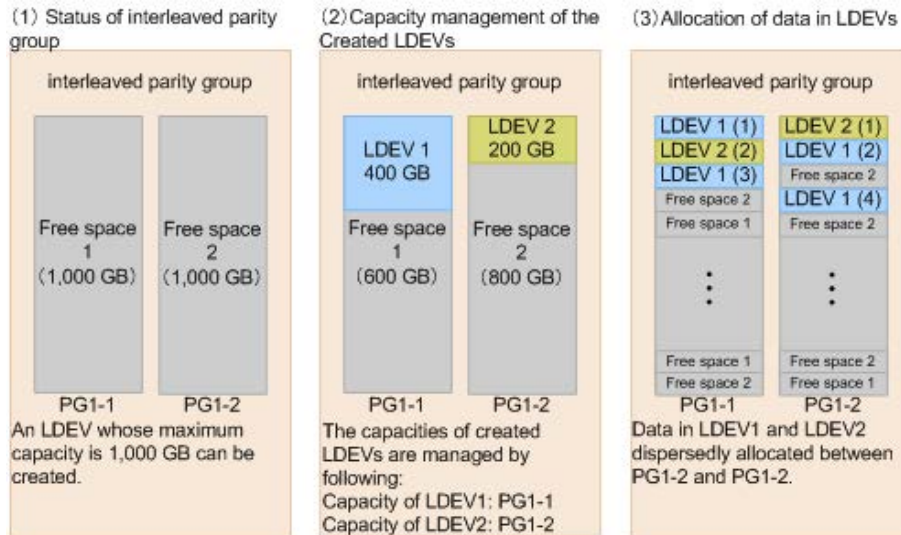 (1) Status of interleaved parity
group
interleaved parity group
Free space
1
(1,000 GB)
Free space
2
(1,000 GB)
PG1-1
PG1-2
An LDEV whose maximum
capacity is 1,000 GB can be
created.
(2)Capacity management of the
Created LDEVs
interleaved parity group
LDEV 1
400 GB
Free space
1
(600 GB)
LDEV 2
200 GB
Free space
2
(800 GB)
PG1-1
PG1-2
The capacities of created
LDEVs are managed by
following:
Capacity of LDEV1: PG1-1
Capacity of LDEV2: PG1-2
(3)Allocation of data in LDEVs
interleaved parity group
LDEV 1 (1)
LDEV 2 (2)
LDEV 1 (3)
Free space 2
Free space 1
Free space 1
Free space 2
LDEV 2 (1)
LDEV 1 (2)
Free space 2
LDEV 1 (4)
Free space 2
Free space 2
Free space 1
PG1-1
PG1-2
Data in LDEV1 and LDEV2
dispersedly allocated between
PG1-2 and PG1-2.